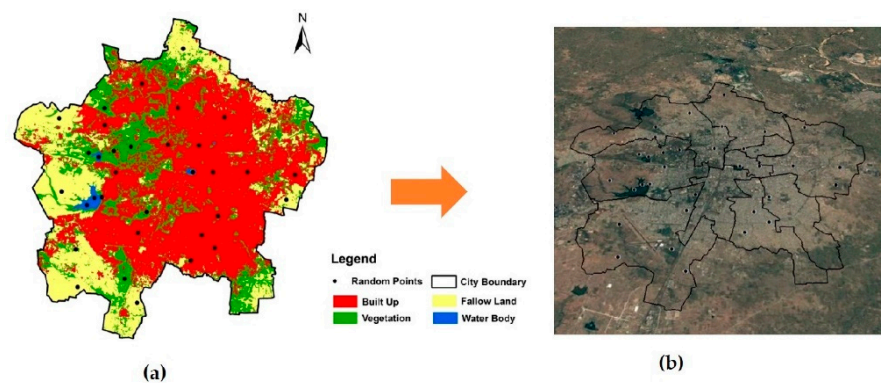 N
Legend
Random Points
City Boundary
Built Up
Fallow Land
Vegetation
Water Body
(a)
(b)